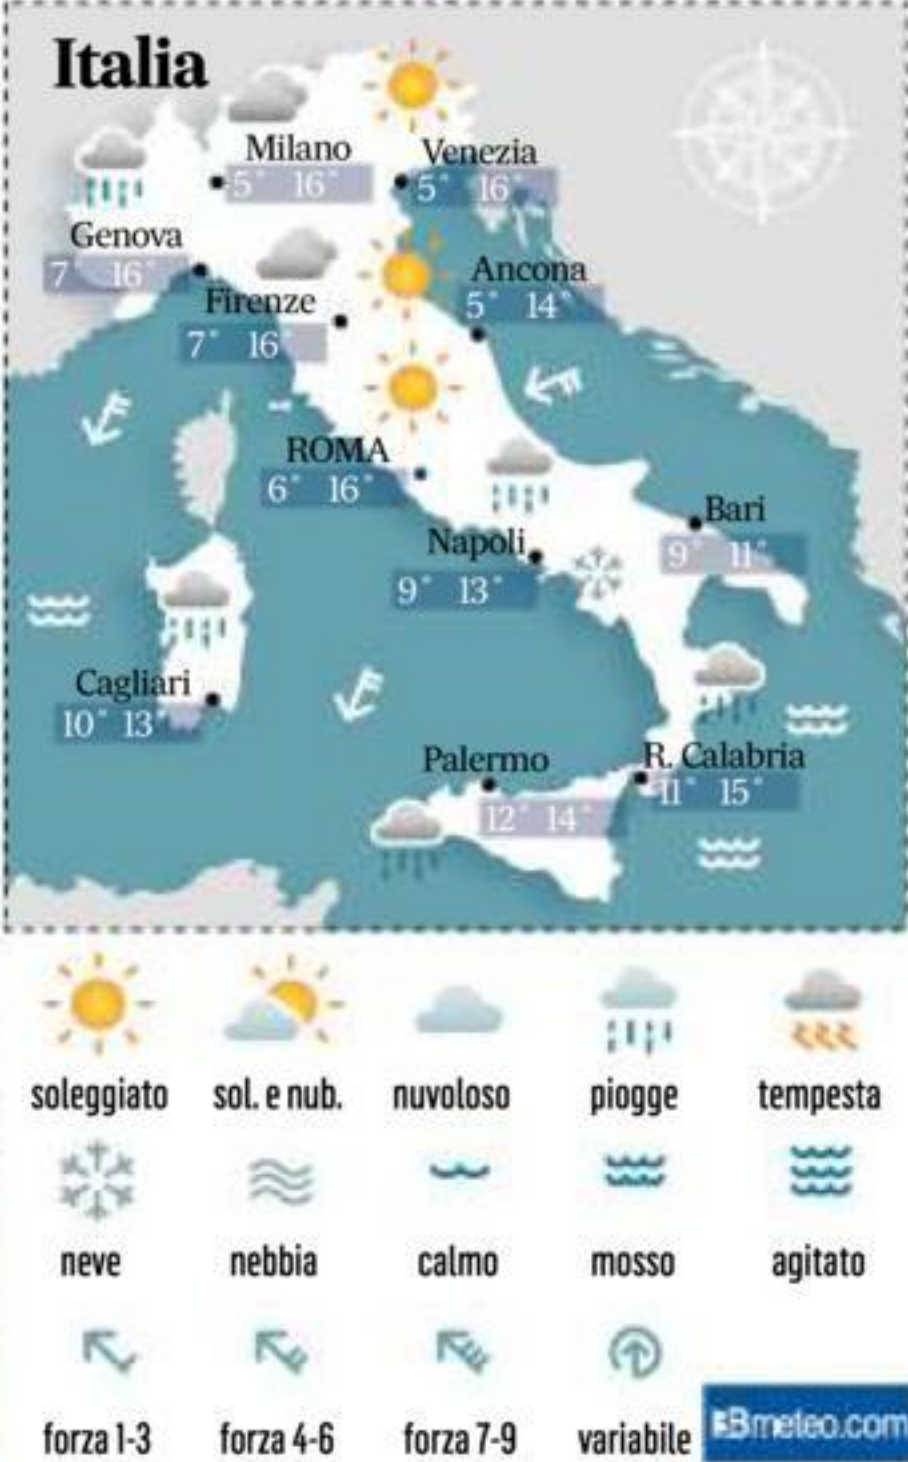 Italia
Milano
5° 16°
Venezia
5° 16°
Genova
7° 16°
Firenze
7° 16°
Ancona
5° 14°
ROMA
6° 16°
Napoli
9° 13°
Bari
9° 11°
Cagliari
10° 13°
Palermo
12° 14°
R. Calabria
11° 15°
soleggiato
sol. e nub.
nuvoloso
piogge
tempesta
neve
nebbia
calmo
mosso
agitato
forza 1-3
forza 4-6
forza 7-9
variabile
3Bmeteo.com